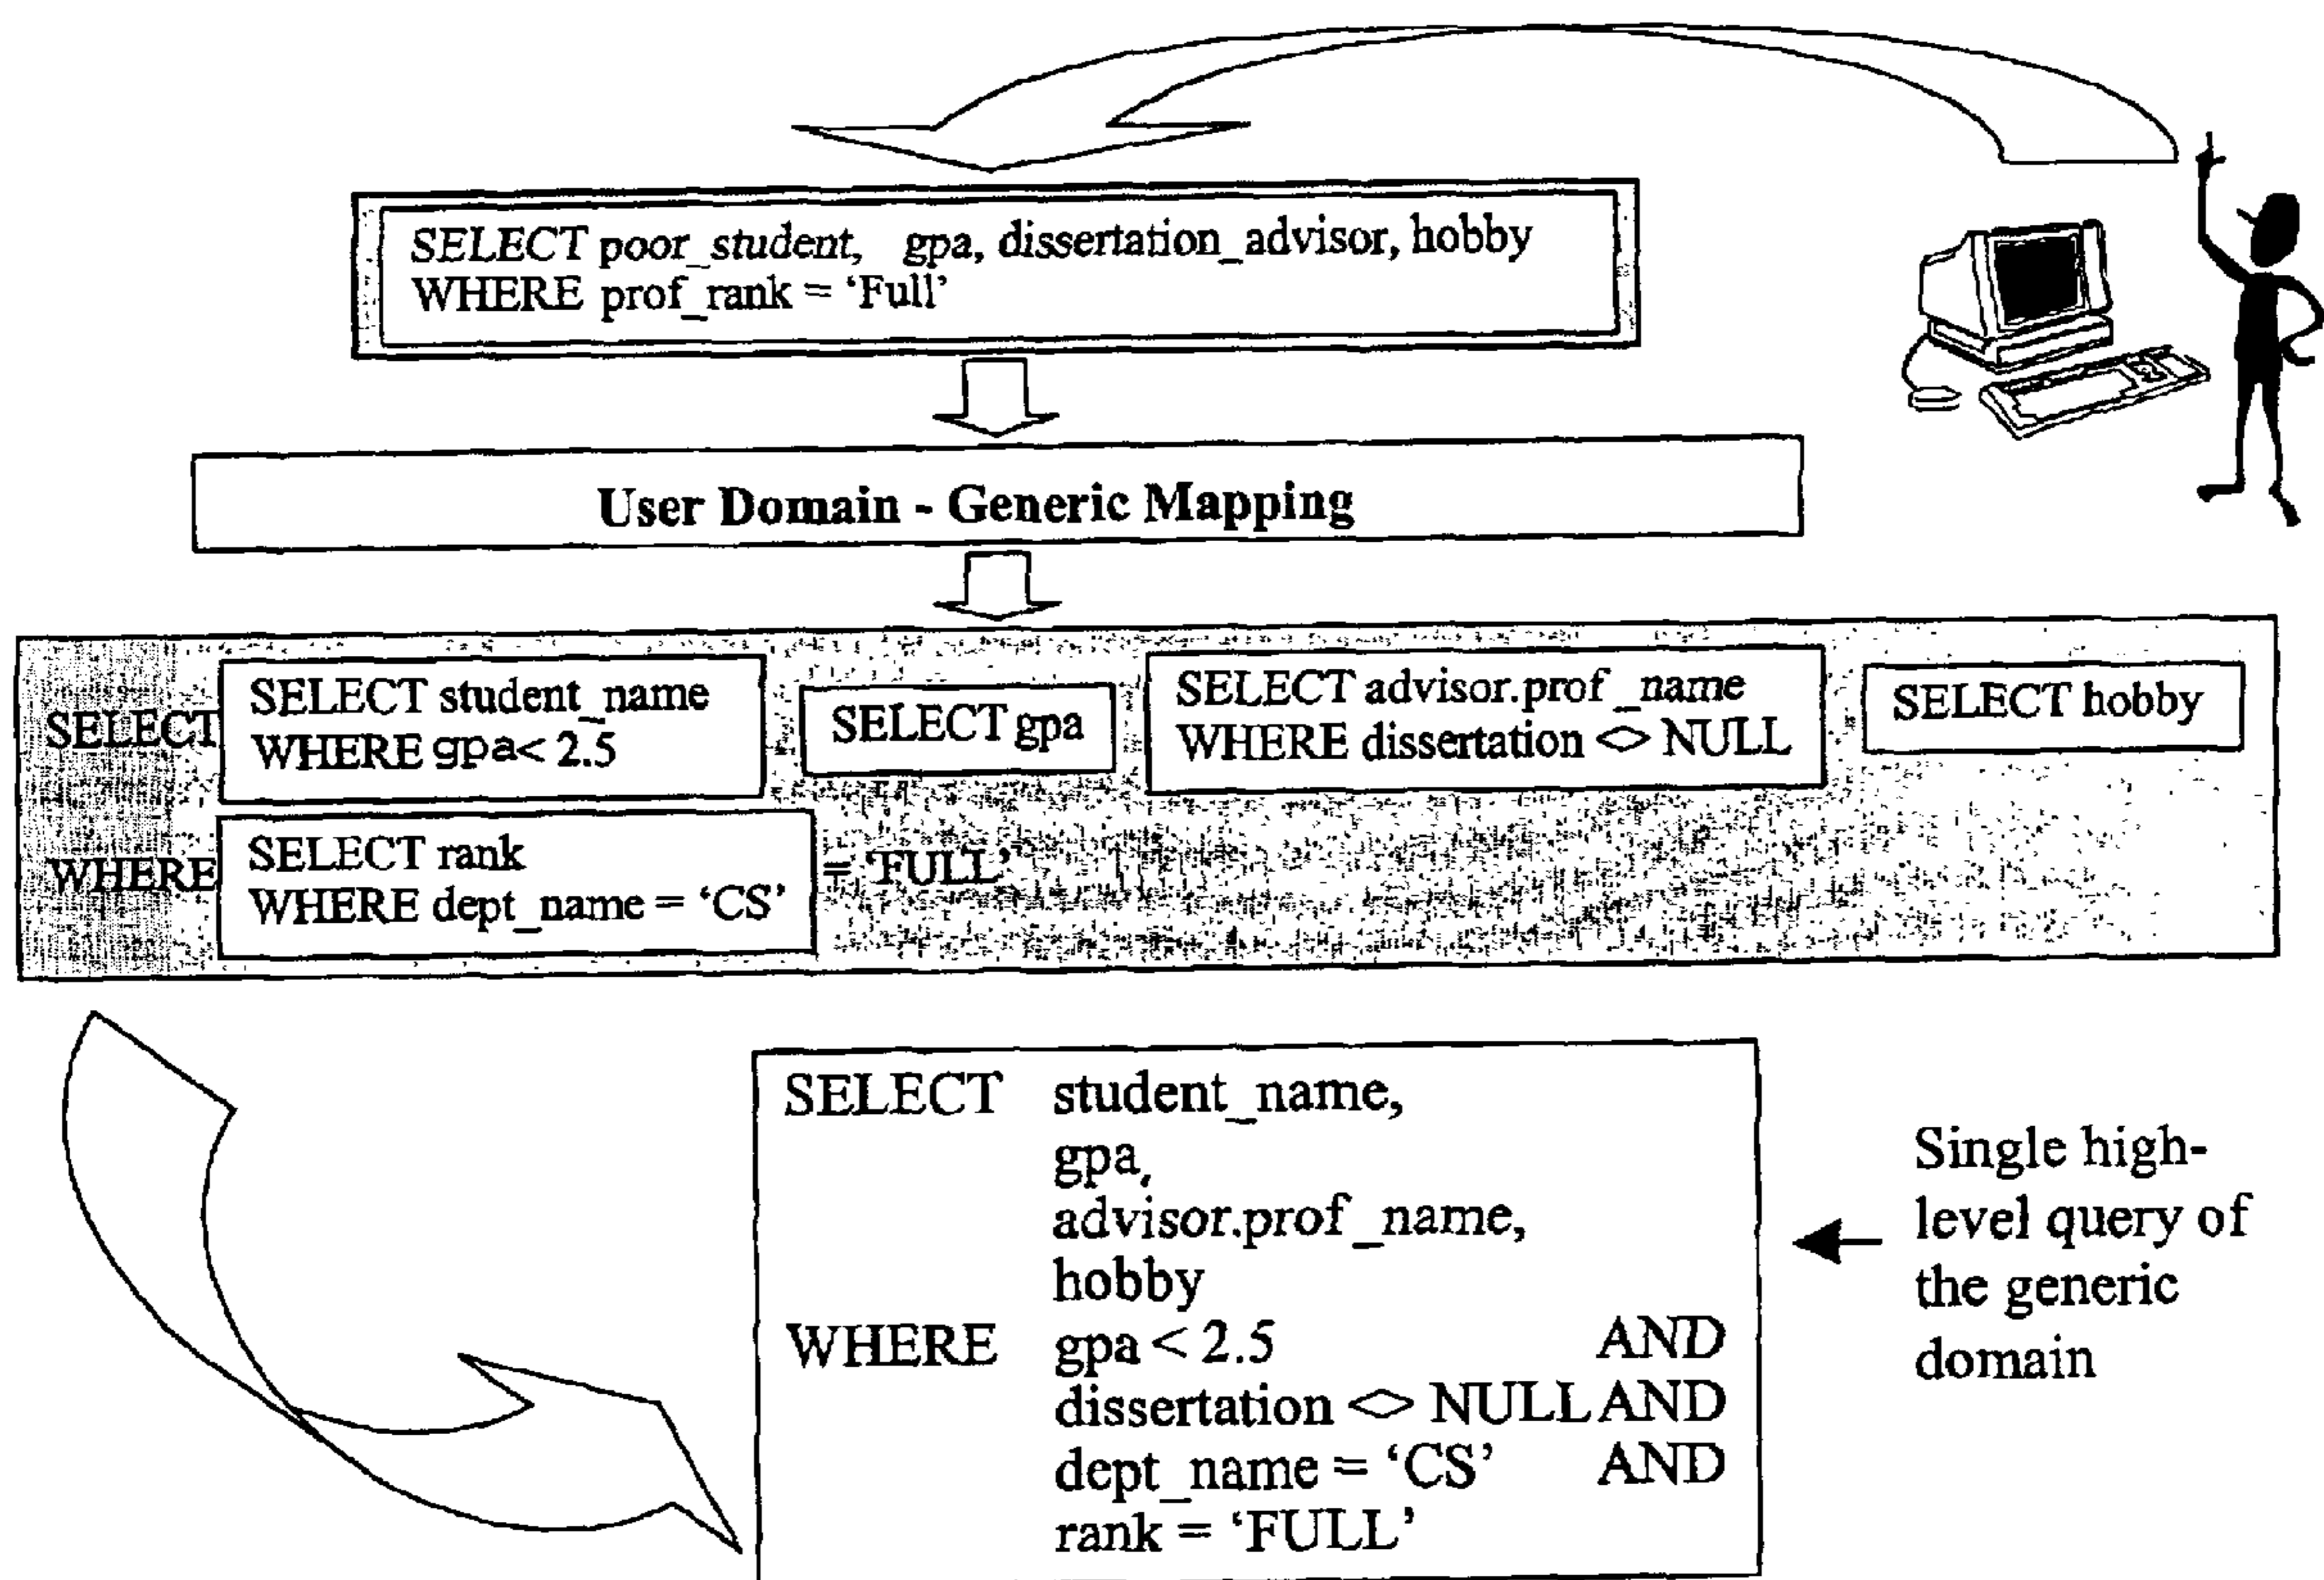 SELECT poor_student, gpa, dissertation_advisor, hobby
WHERE prof_rank = ‘Full’
User Domain - Generic Mapping
SELECT
SELECT student_name
WHERE gpa< 2.5
SELECT gpa
SELECT advisor.prof_name
WHERE dissertation <> NULL
SELECT hobby
WHERE
SELECT rank
WHERE dept_name = ‘CS’
= ‘FULL’
SELECT student_name,
gpa,
advisor.prof_name,
hobby
WHERE gpa < 2.5 AND
dissertation <> NULL AND
dept_name = ‘CS’ AND
rank = ‘FULL’
Single high-
level query of
the generic
domain